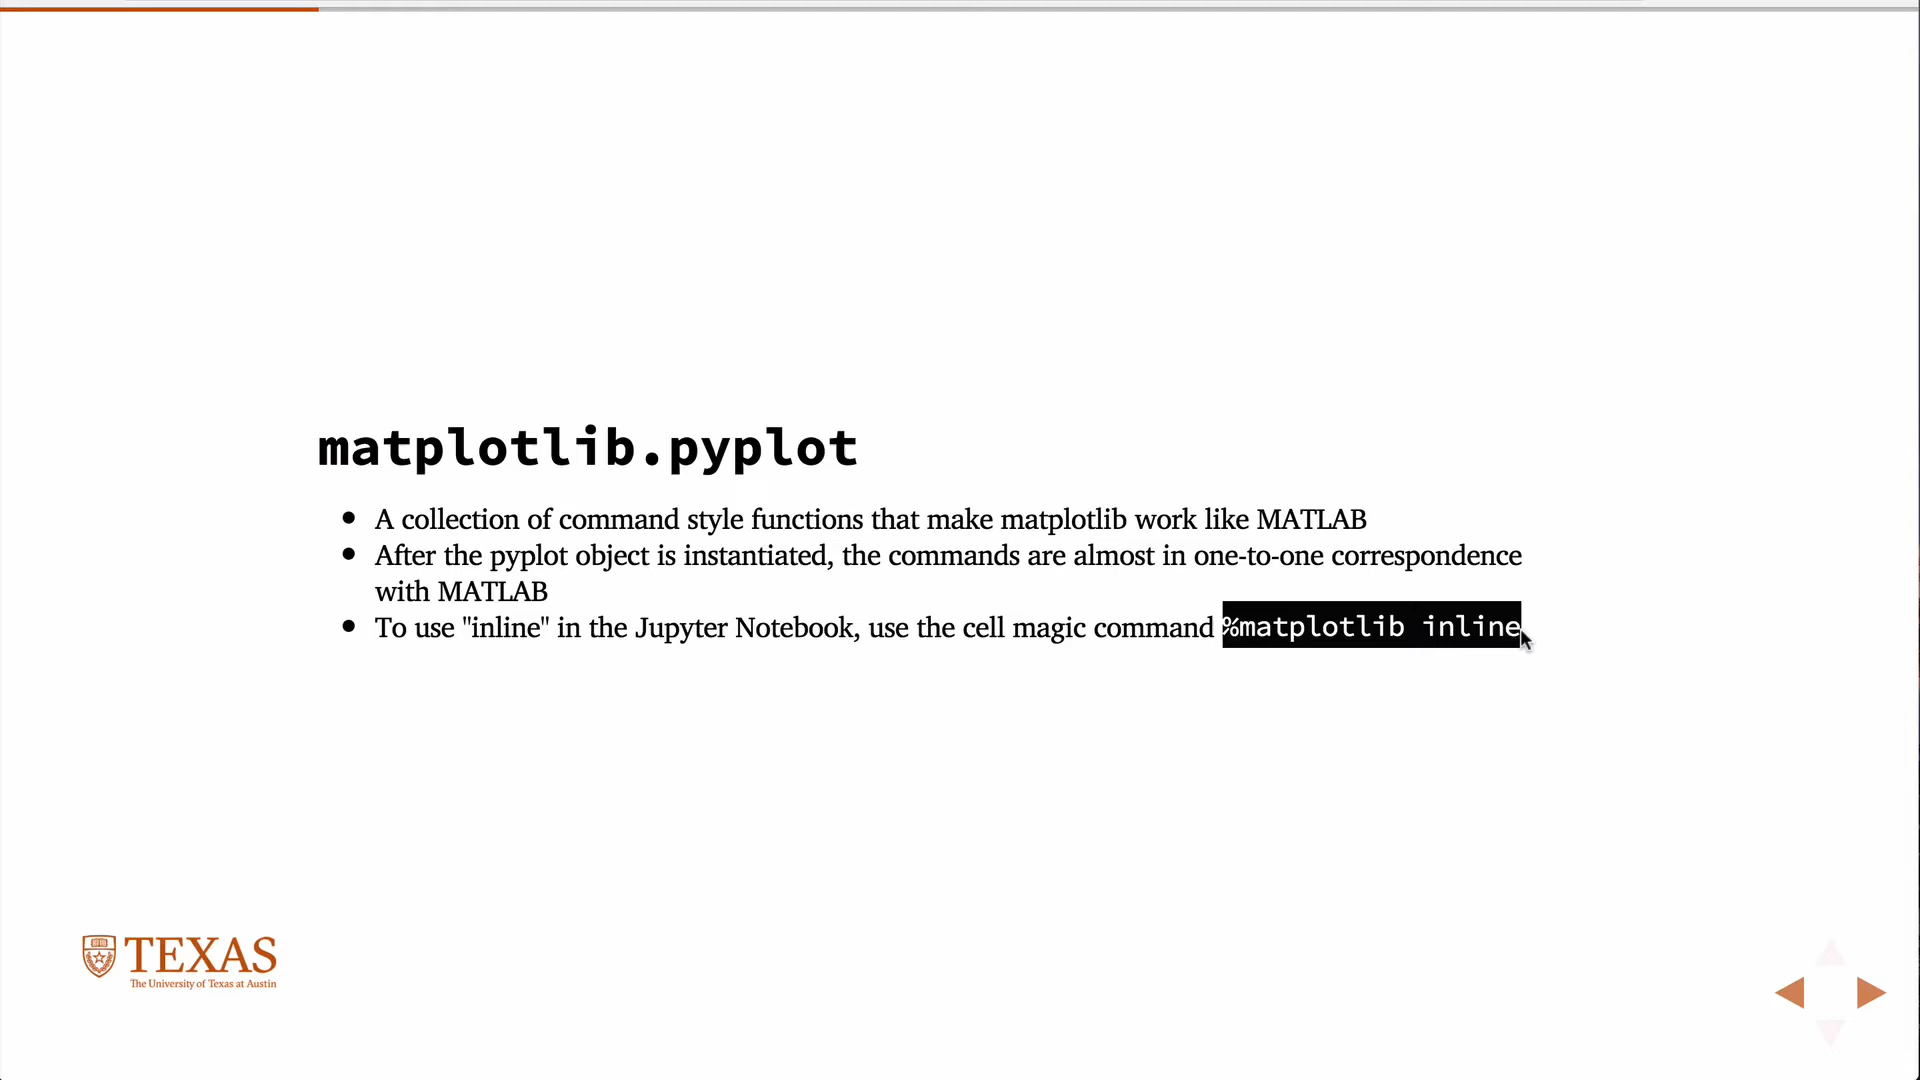 matplotlib.pyplot
• A collection of command style functions that make matplotlib work like MATLAB
• After the pyplot object is instantiated, the commands are almost in one-to-one correspondence
with MATLAB
• To use "inline" in the Jupyter Notebook, use the cell magic command %matplotlib inline
TEXAS
The University of Texas at Austin